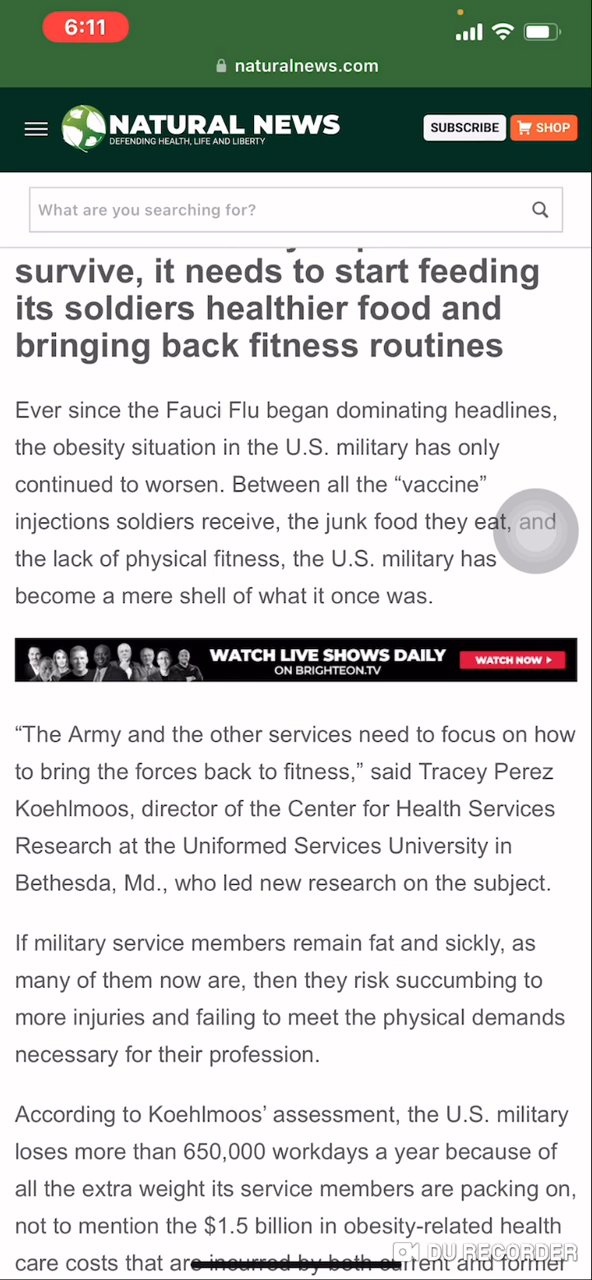 6:11
naturalnews.com
NATURAL NEWS
DEFENDING HEALTH, LIFE AND LIBERTY
SUBSCRIBE
SHOP
What are you searching for?
survive, it needs to start feeding
its soldiers healthier food and
bringing back fitness routines
Ever since the Fauci Flu began dominating headlines,
the obesity situation in the U.S. military has only
continued to worsen. Between all the “vaccine”
injections soldiers receive, the junk food they eat, and
the lack of physical fitness, the U.S. military has
become a mere shell of what it once was.
WATCH LIVE SHOWS DAILY
ON BRIGHTEON.TV
WATCH NOW
“The Army and the other services need to focus on how
to bring the forces back to fitness,” said Tracey Perez
Koehlmoos, director of the Center for Health Services
Research at the Uniformed Services University in
Bethesda, Md., who led new research on the subject.
If military service members remain fat and sickly, as
many of them now are, then they risk succumbing to
more injuries and failing to meet the physical demands
necessary for their profession.
According to Koehlmoos’ assessment, the U.S. military
loses more than 650,000 workdays a year because of
all the extra weight its service members are packing on,
not to mention the $1.5 billion in obesity-related health
care costs that are incurred by both current and former
DU RECORDER